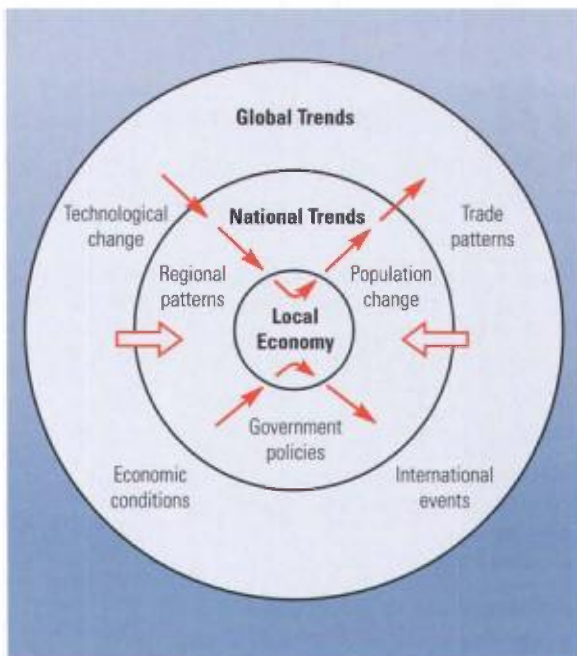 Global Trends
Technological
change
National Trends
Trade
patterns
Regional
patterns
Population
change
Local
Economy
Government
policies
Economic
conditions
International
events